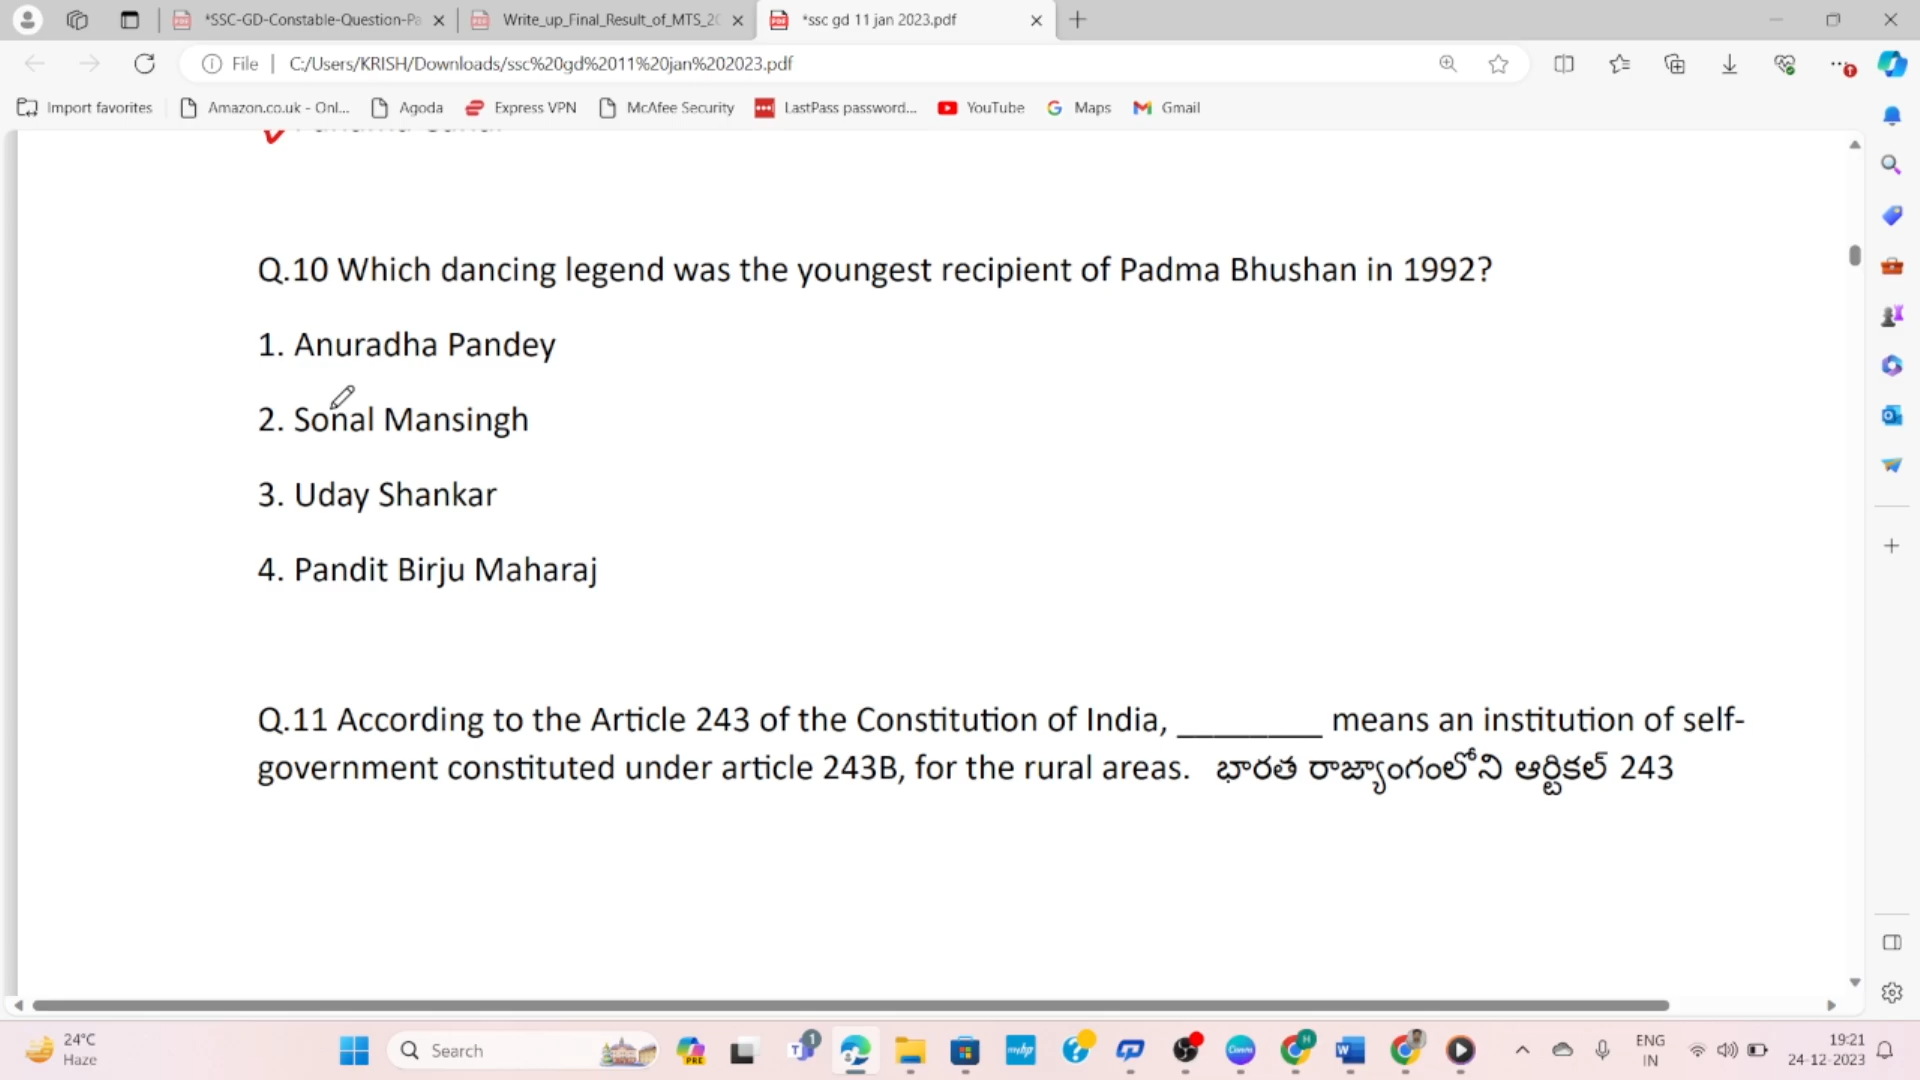 *SSC-GD-Constable-Question-Pa
Write_up_Final_Result_of_MTS_20
*ssc gd 11 jan 2023.pdf
File
C:/Users/KRISH/Downloads/ssc%20gd%2011%20jan%202023.pdf
Import favorites
Amazon.co.uk - Onl...
Agoda
Express VPN
McAfee Security
LastPass password...
YouTube
Maps
Gmail
Q.10 Which dancing legend was the youngest recipient of Padma Bhushan in 1992?
1. Anuradha Pandey
2. Sonal Mansingh
3. Uday Shankar
4. Pandit Birju Maharaj
Q.11 According to the Article 243 of the Constitution of India, ________ means an institution of self-
government constituted under article 243B, for the rural areas. భారత రాజ్యాంగంలోని ఆర్టికల్ 243
24°C
Haze
Search
PRE
1
myhp
Canva
H
ENG
IN
19:21
24-12-2023